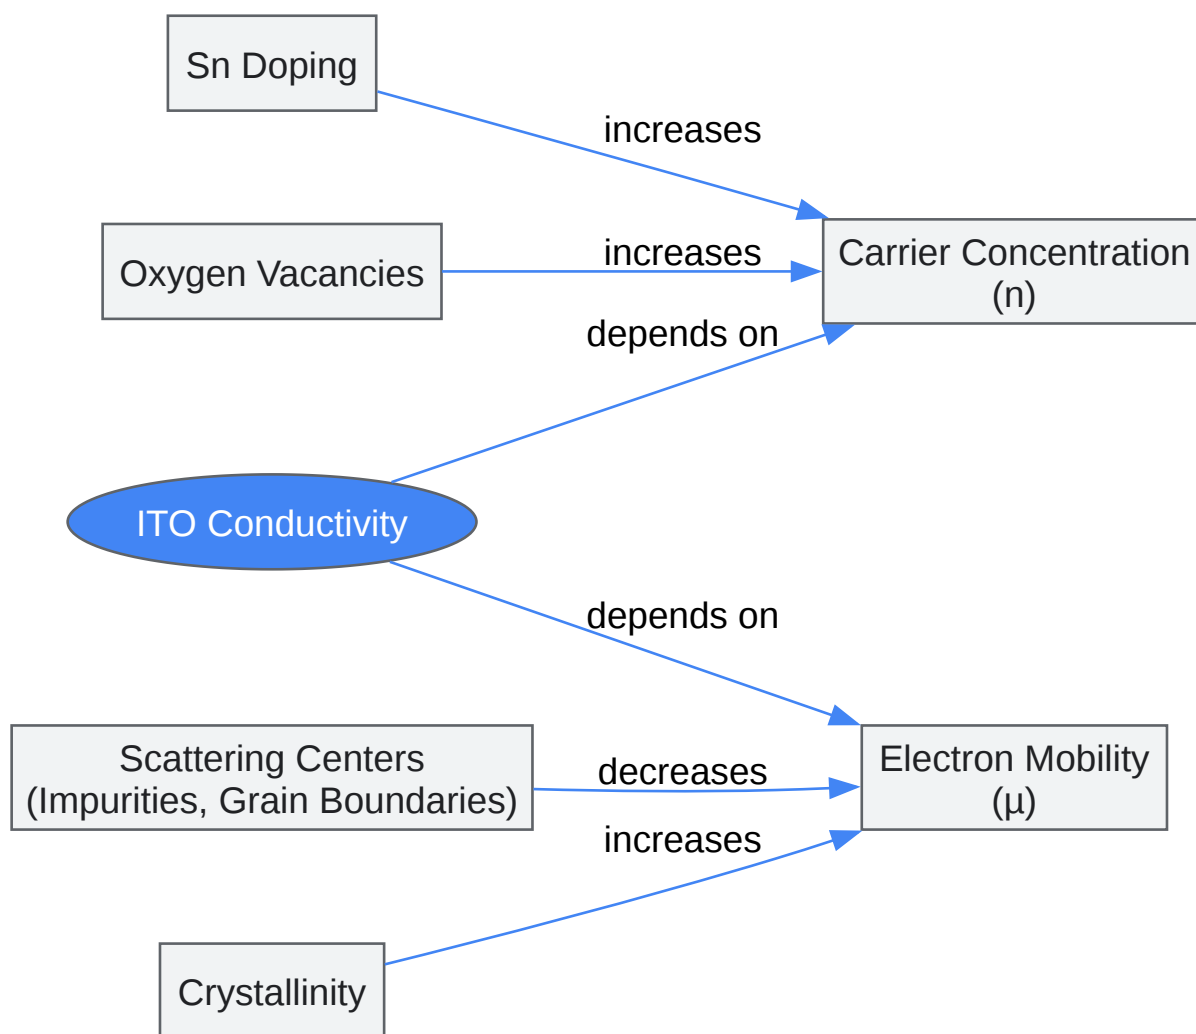 Sn Doping
increases
Oxygen Vacancies
increases
Carrier Concentration
(n)
depends on
ITO Conductivity
depends on
Scattering Centers
(Impurities, Grain Boundaries)
decreases
Electron Mobility
(μ)
increases
Crystallinity